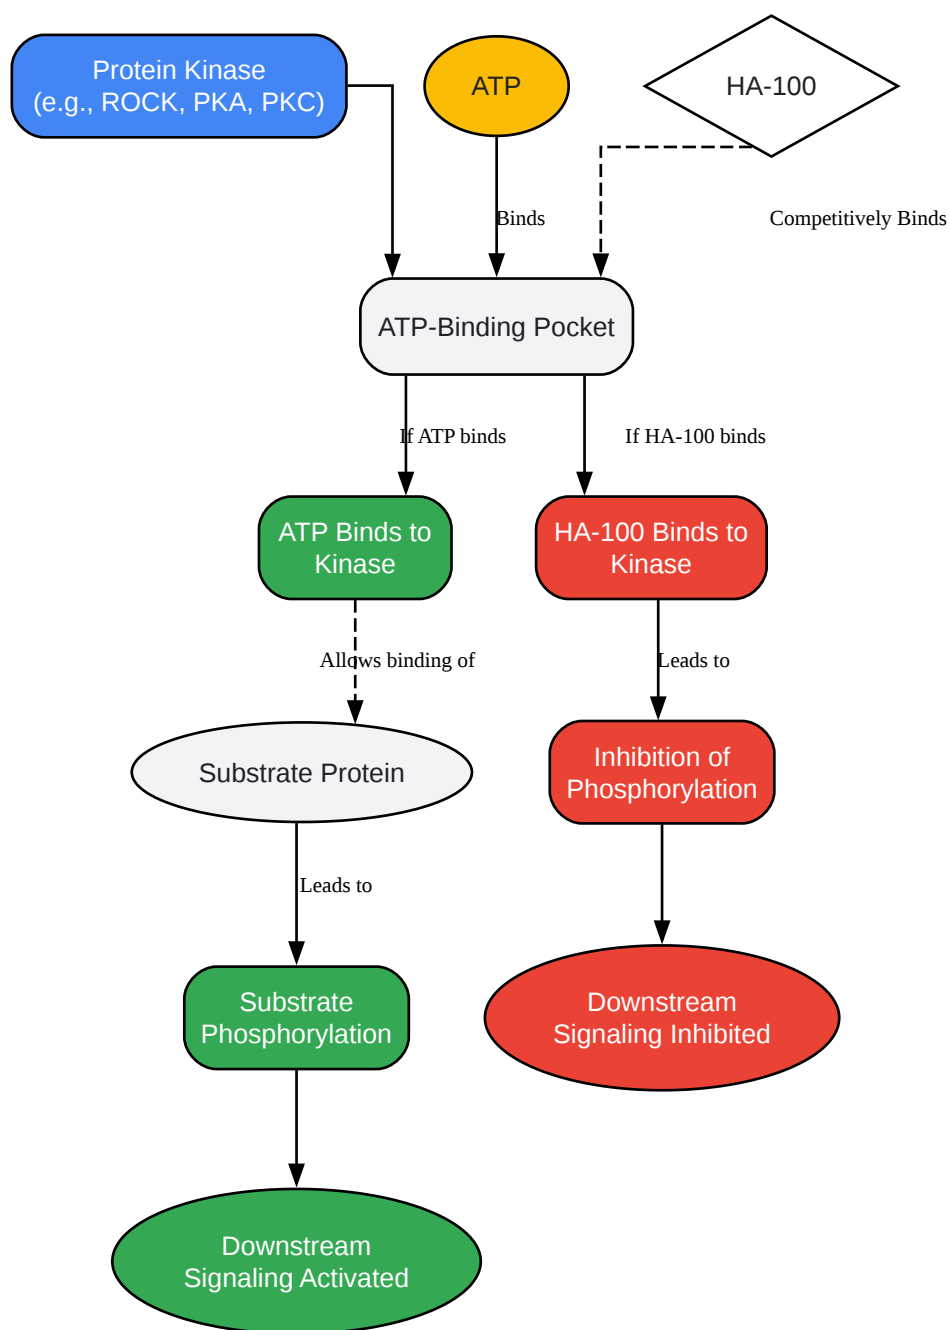 Protein Kinase
(e.g., ROCK, PKA, PKC)
ATP
HA-100
Binds
Competitively Binds
ATP-Binding Pocket
If ATP binds
If HA-100 binds
ATP Binds to
Kinase
HA-100 Binds to
Kinase
Allows binding of
Leads to
Substrate Protein
Inhibition of
Phosphorylation
Leads to
Substrate
Phosphorylation
Downstream
Signaling Inhibited
Downstream
Signaling Activated